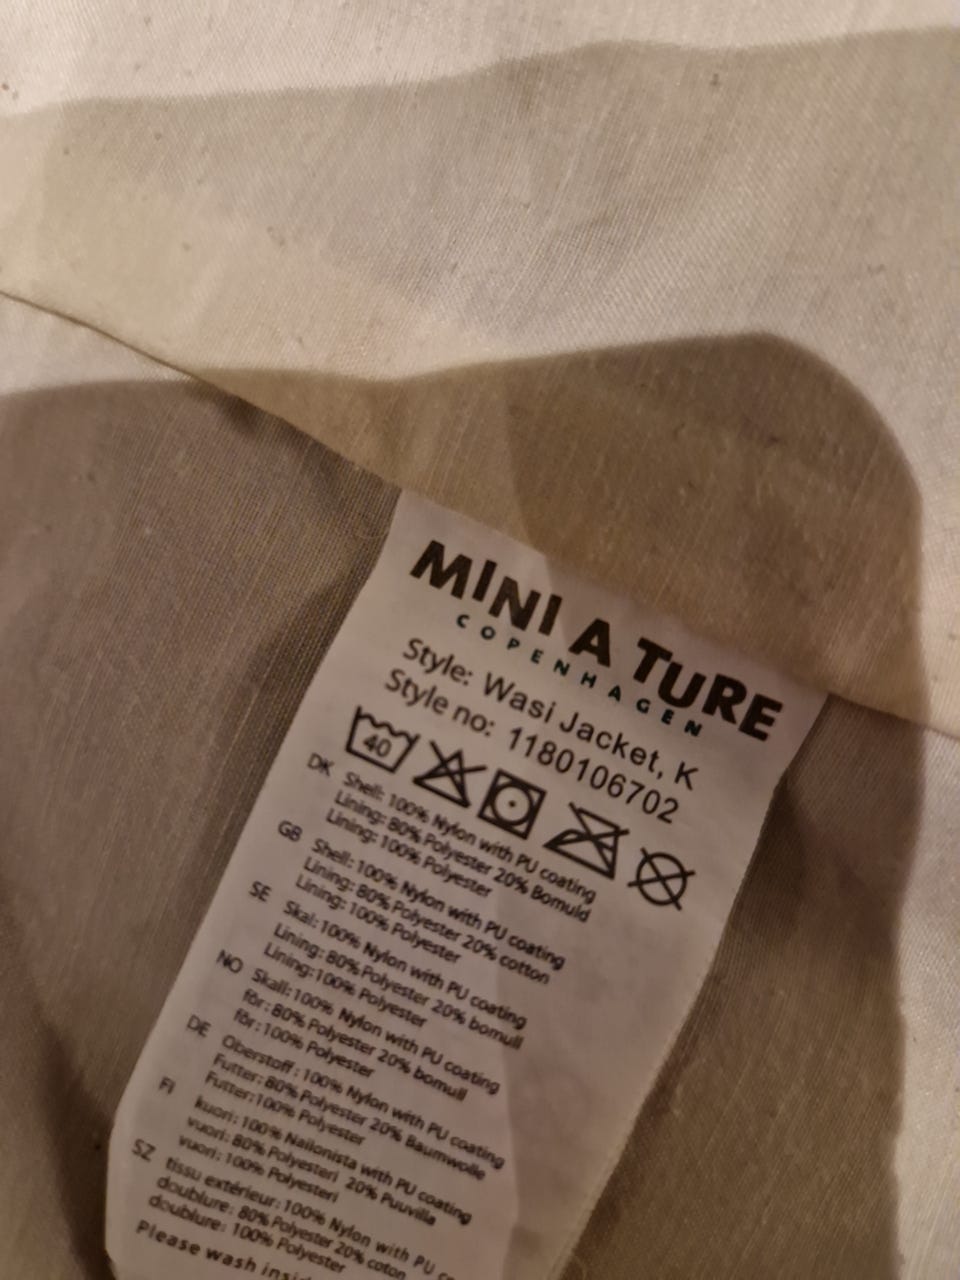 MINI A TURE
COPENHAGEN
Style: Wasi Jacket, K
Style no: 1180106702
40
DK Shell: 100% Nylon with PU coating
Lining: 80% Polyester 20% Bomuld
Lining: 100% Polyester
GB Shell: 100% Nylon with PU coating
Lining: 80% Polyester 20% cotton
Lining: 100% Polyester
SE Skal: 100% Nylon with PU coating
Lining: 80% Polyester 20% bomull
Lining:100% Polyester
NO Skall:100% Nylon with PU coating
fôr: 80% Polyester 20% bomull
fôr: 100% Polyester
DE Oberstoff: 100% Nylon with PU coating
Futter: 80% Polyester 20% Baumwolle
Futter:100% Polyester
FI kuori: 100% Nailonista with PU coating
vuori: 80% Polyesteri 20% Puuvilla
vuori: 100% Polyesteri
SZ tissu extérieur: 100% Nylon with PU
doublure: 80% Polyester 20% coton
doublure: 100% Polyester
Please wash